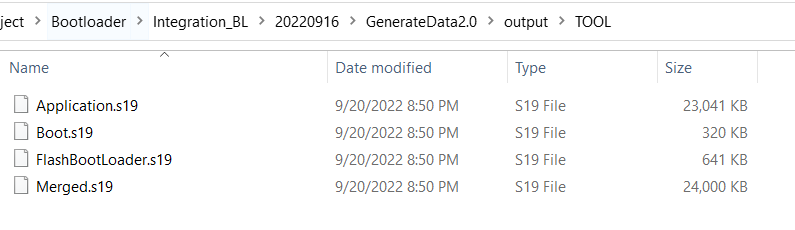 ject > Bootloader > Integration_BL > 20220916 > GenerateData2.0 > output > TOOL
Name Date modified Type Size
Application.s19 9/20/2022 8:50 PM S19 File 23,041 KB
Boot.s19 9/20/2022 8:50 PM S19 File 320 KB
FlashBootLoader.s19 9/20/2022 8:50 PM S19 File 641 KB
Merged.s19 9/20/2022 8:50 PM S19 File 24,000 KB